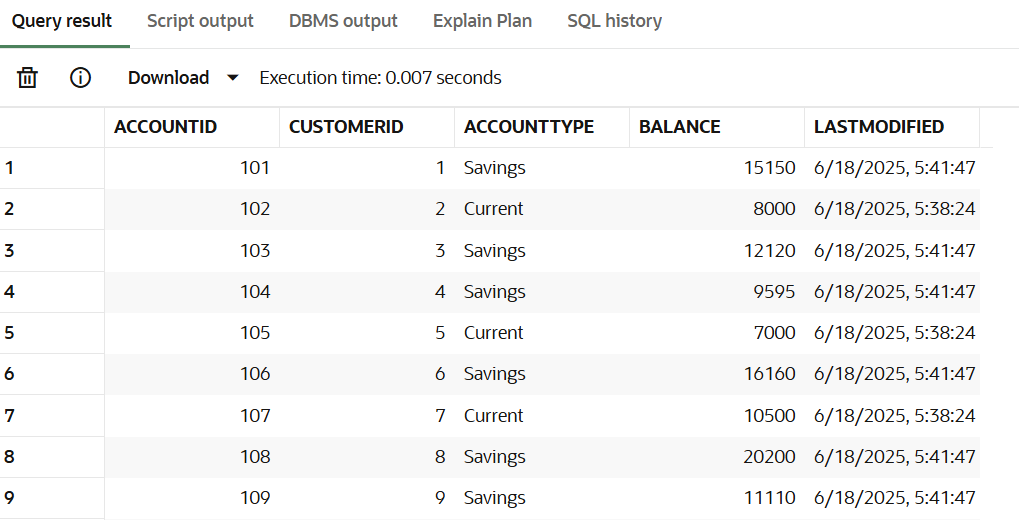 Query result Script output DBMS output Explain Plan SQL history
Download Execution time: 0.007 seconds
ACCOUNTID CUSTOMERID ACCOUNTTYPE BALANCE LASTMODIFIED
1 101 1 Savings 15150 6/18/2025, 5:41:47
2 102 2 Current 8000 6/18/2025, 5:38:24
3 103 3 Savings 12120 6/18/2025, 5:41:47
4 104 4 Savings 9595 6/18/2025, 5:41:47
5 105 5 Current 7000 6/18/2025, 5:38:24
6 106 6 Savings 16160 6/18/2025, 5:41:47
7 107 7 Current 10500 6/18/2025, 5:38:24
8 108 8 Savings 20200 6/18/2025, 5:41:47
9 109 9 Savings 11110 6/18/2025, 5:41:47